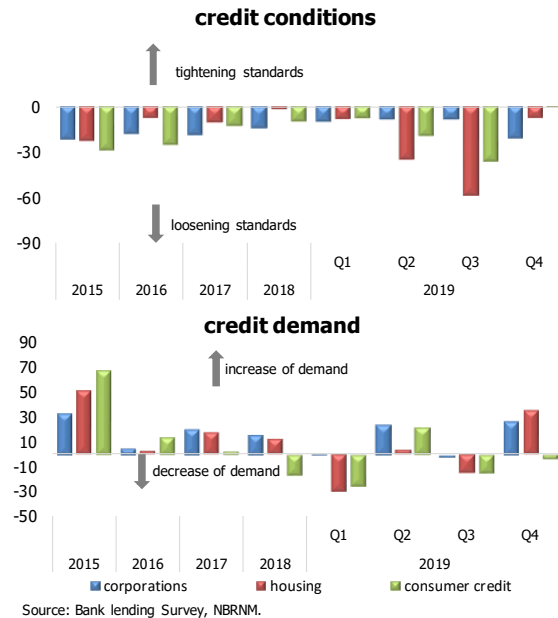 credit conditions
tightening standards
0
-30
-60
-90
loosening standards
Q1 Q2 Q3 Q4
2015 2016 2017 2018 2019
credit demand
90
70
50
30
10
-10
-30
-50
increase of demand
decrease of demand
Q1 Q2 Q3 Q4
2015 2016 2017 2018 2019
corporations housing consumer credit
Source: Bank lending Survey, NBRNM.